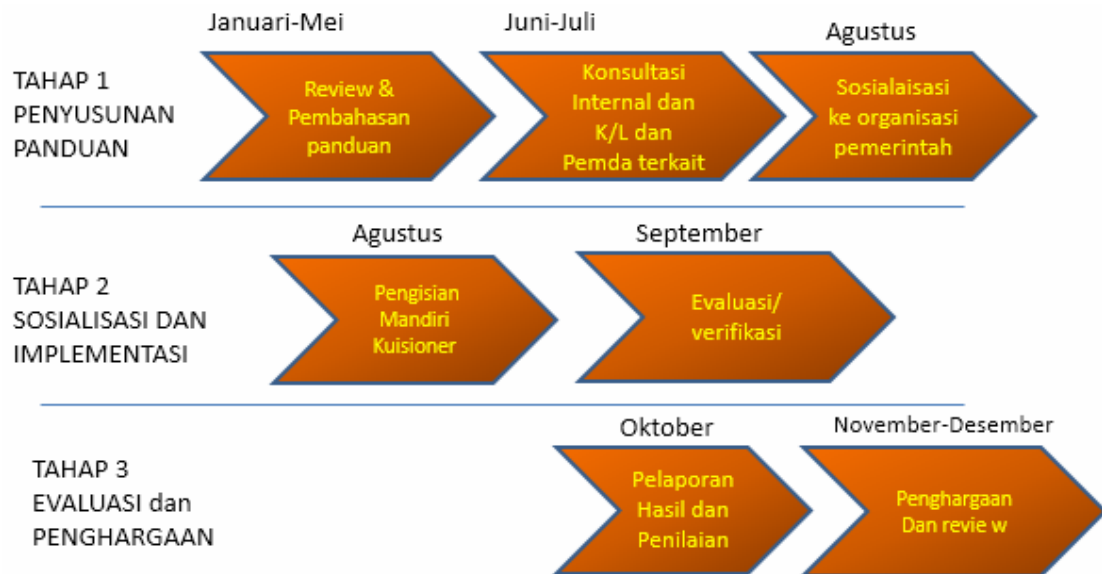 Januari-Mei
Juni-Juli
Agustus
TAHAP 1
PENYUSUNAN
PANDUAN
Review &
Pembahasan
panduan
Konsultasi
Internal dan
K/L dan
Pemda terkait
Sosialaisasi
ke organisasi
pemerintah
Agustus
September
TAHAP 2
SOSIALISASI DAN
IMPLEMENTASI
Pengisian
Mandiri
Kuisioner
Evaluasi/
verifikasi
Oktober
November-Desember
TAHAP 3
EVALUASI dan
PENGHARGAAN
Pelaporan
Hasil dan
Penilaian
Penghargaan
Dan revie w